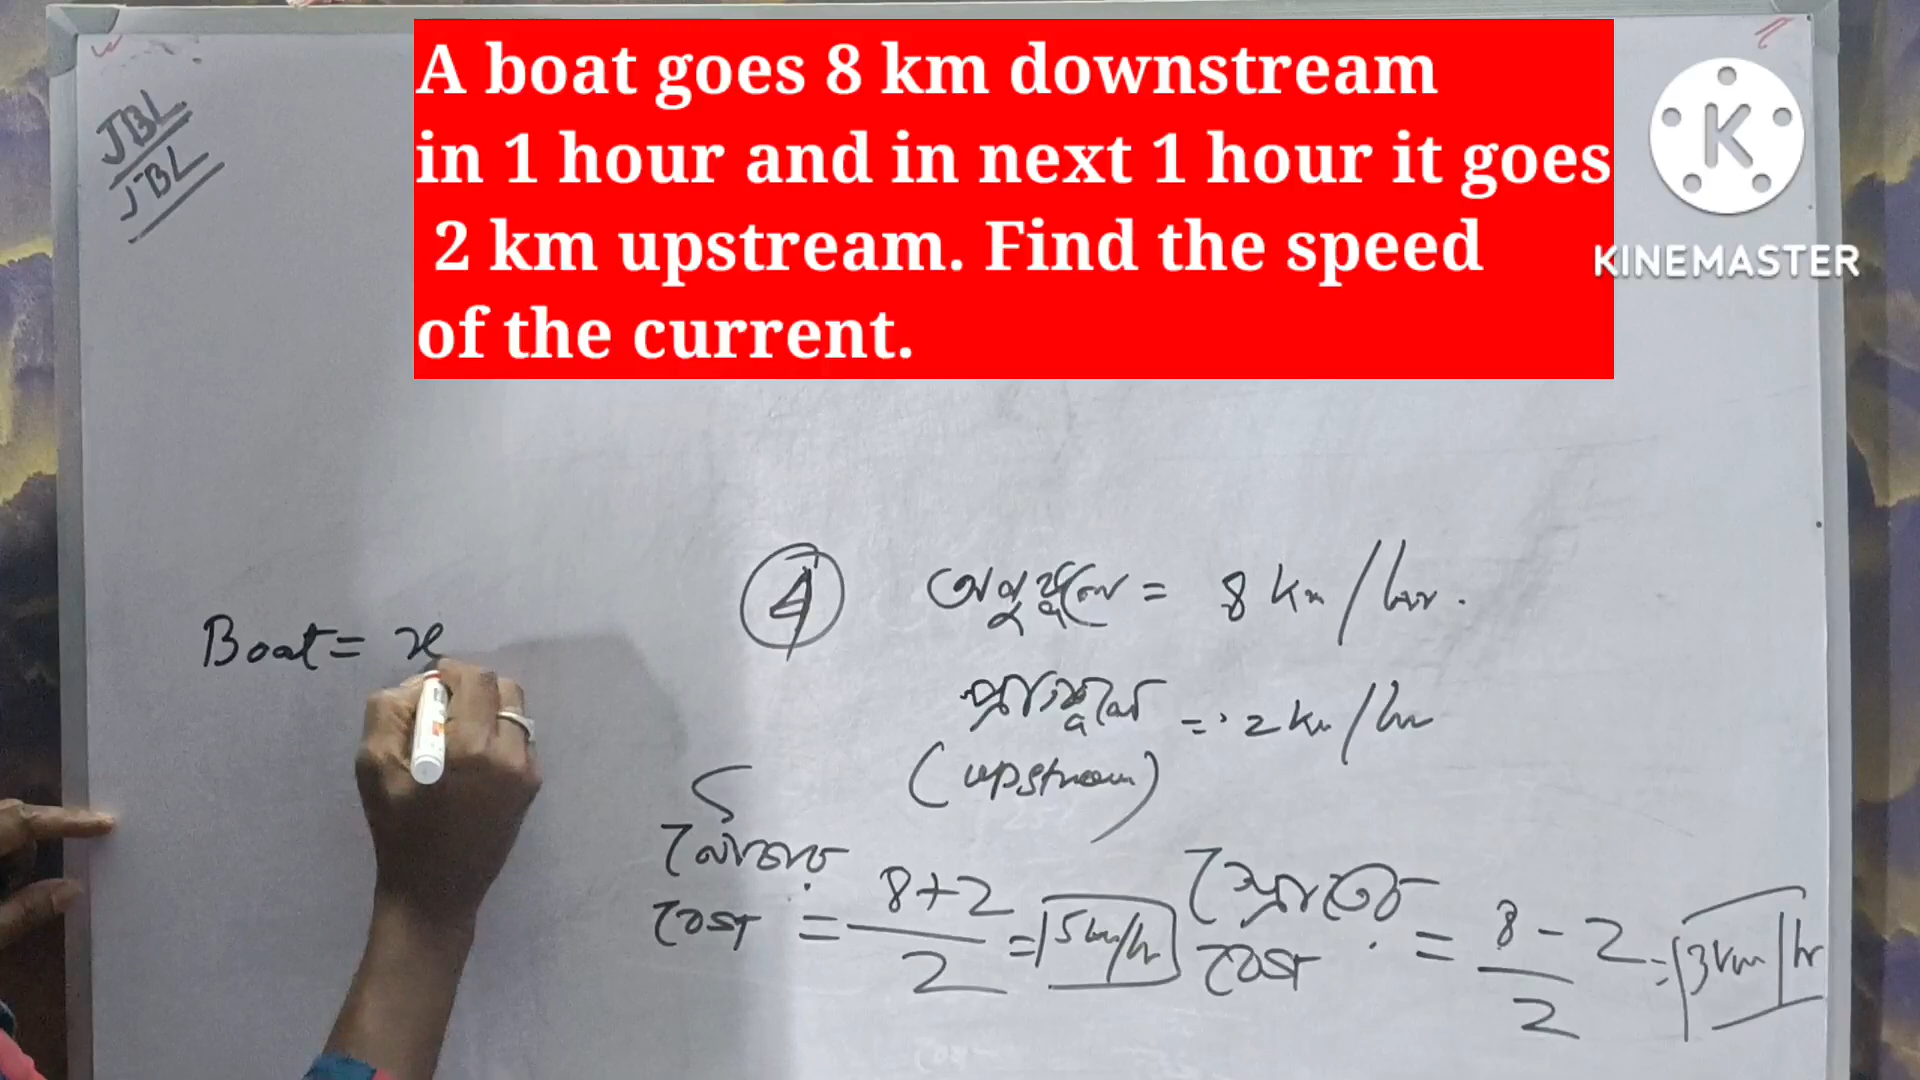 A boat goes 8 km downstream
in 1 hour and in next 1 hour it goes
2 km upstream. Find the speed
of the current.
KINEMASTER
K
JBL
JBL
Boat = x
4 অনুকূলে = 8 km/hr.
= 2 km/hr
(upstream)
নৌকার
বেগ = 8+2 / 2 = 5 km/hr
স্রোতের
বেগ = 8 - 2 / 2 = 3 km/hr